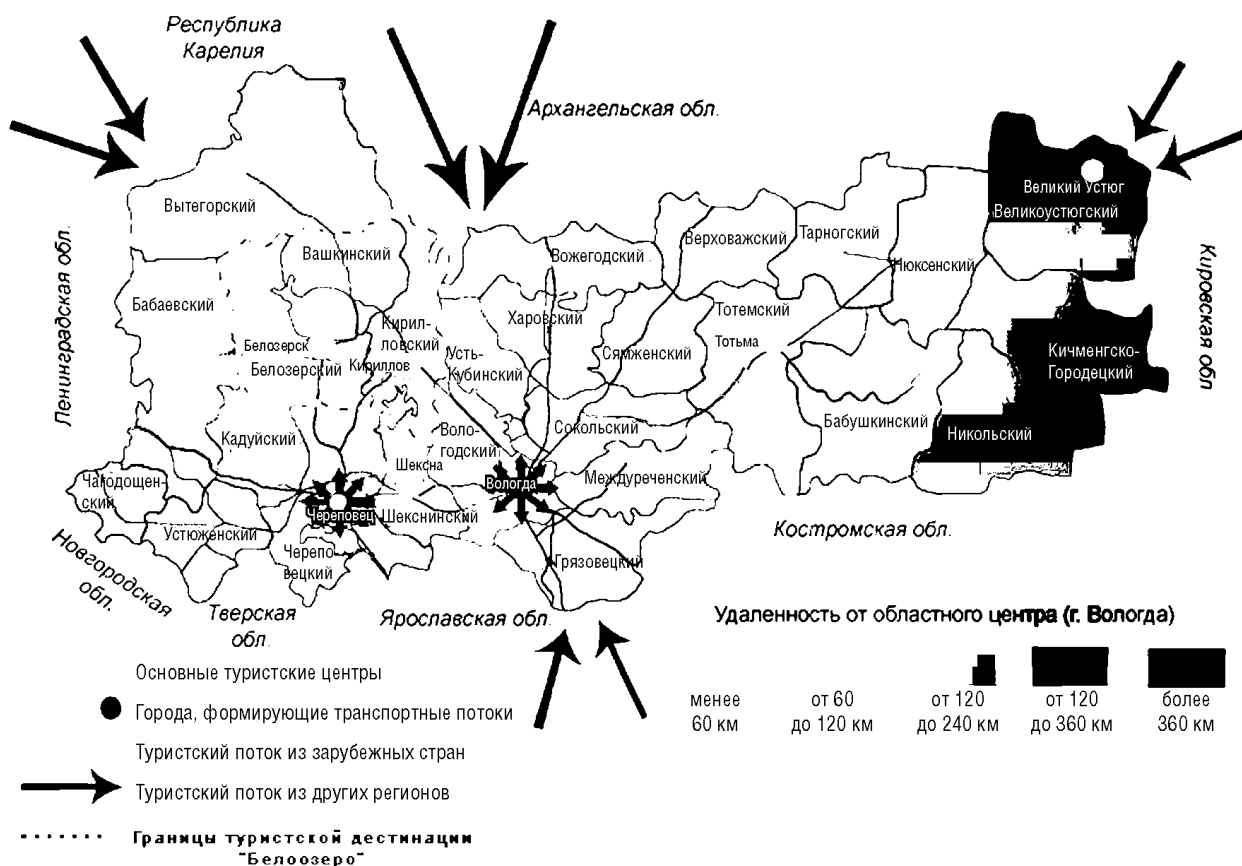 Республика
Карелия
Архангельская обл.
Ленинградская обл.
Вытегорский
Вашкинский
Бабаевский
Вожегодский
Верховажский
Тарногский
Нюксенский
Великий Устюг
Великоустюгский
Кировская обл
Кирил-
ловский
Харовский
Тотемский
Тотьма
Белозерск
Белозерский
Кириллов
Усть-
Кубинский
Сямженский
Кичменгско-
Городецкий
Кадуйский
Воло-
годский
Сокольский
Бабушкинский
Никольский
Шексна
Чагодощен-
ский
Череповец
Шекснинский
Вологда
Междуреченский
Устюженский
Черепо
вецкий
Грязовецкий
Костромская обл.
Новгородская
обл.
Тверская
обл.
Ярославская обл.
Удаленность от областного центра (г. Вологда)
менее
60 км
от 60
до 120 км
от 120
до 240 км
от 120
до 360 км
более
360 км
Основные туристские центры
Города, формирующие транспортные потоки
Туристский поток из зарубежных стран
Туристский поток из других регионов
Границы туристской дестинации
"Белоозеро"